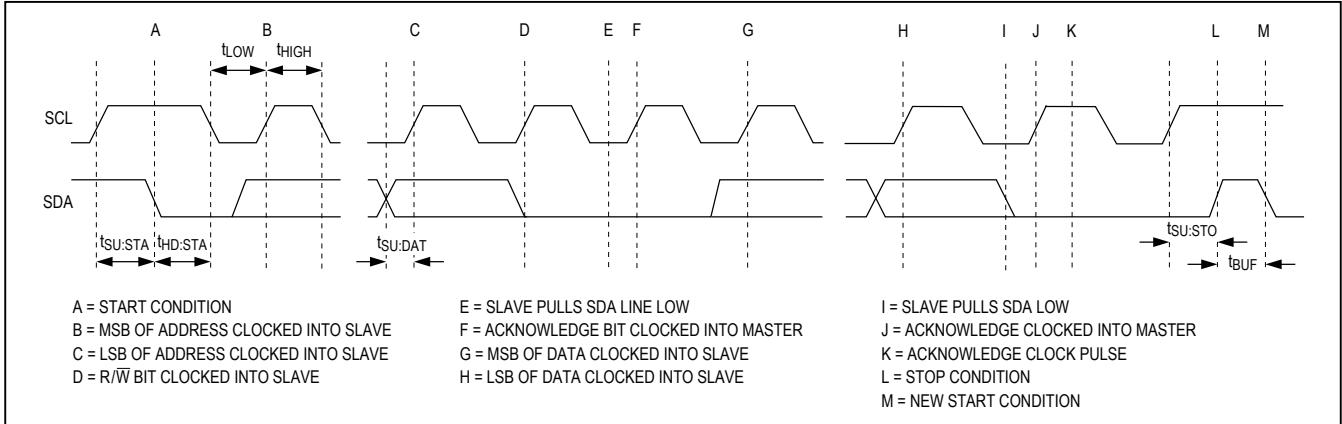 A B C D E F G H I J K L M
tLOW tHIGH
SCL
SDA
tSU:STA tHD:STA tSU:DAT tSU:STO
tBUF
A = START CONDITION
B = MSB OF ADDRESS CLOCKED INTO SLAVE
C = LSB OF ADDRESS CLOCKED INTO SLAVE
D = R/W̅ BIT CLOCKED INTO SLAVE
E = SLAVE PULLS SDA LINE LOW
F = ACKNOWLEDGE BIT CLOCKED INTO MASTER
G = MSB OF DATA CLOCKED INTO SLAVE
H = LSB OF DATA CLOCKED INTO SLAVE
I = SLAVE PULLS SDA LOW
J = ACKNOWLEDGE CLOCKED INTO MASTER
K = ACKNOWLEDGE CLOCK PULSE
L = STOP CONDITION
M = NEW START CONDITION